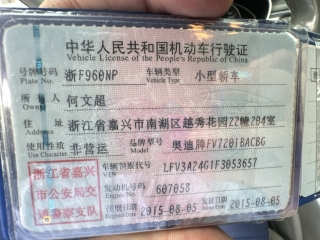 中华人民共和国机动车行驶证
Vehicle License of the People's Republic of China
号牌号码 浙F960NP 车辆类型 小型轿车
Plate No. Vehicle Type
所有人 何文超
Owner
住址 浙江省嘉兴市南湖区越秀花园22幢204室
Address
使用性质 非营运 品牌型号 奥迪牌FV7201BACBG
Use Character Model
浙江省嘉兴市公安局交通警察支队
车辆识别代号 LFV3A24G1F3053657
VIN
发动机号码 607058
Engine No.
注册日期 2015-08-05 发证日期 2015-08-05